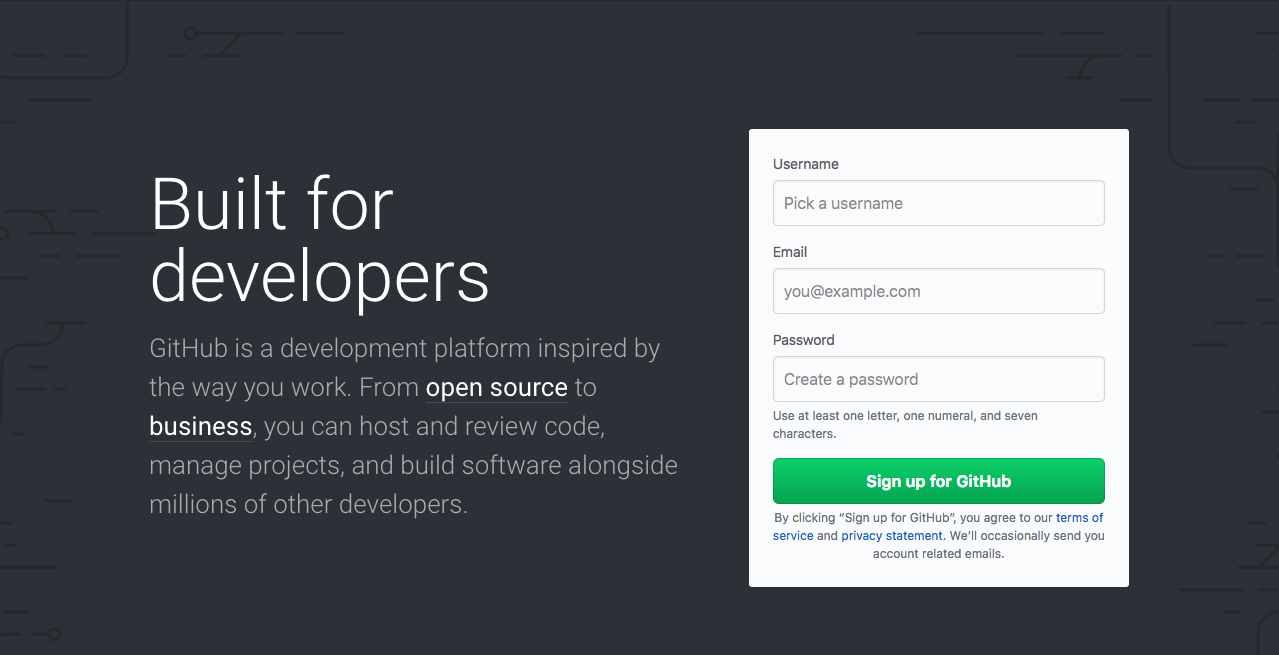 Built for
developers
GitHub is a development platform inspired by
the way you work. From open source to
business, you can host and review code,
manage projects, and build software alongside
millions of other developers.
Username
Pick a username
Email
you@example.com
Password
Create a password
Use at least one letter, one numeral, and seven
characters.
Sign up for GitHub
By clicking “Sign up for GitHub”, you agree to our terms of
service and privacy statement. We’ll occasionally send you
account related emails.